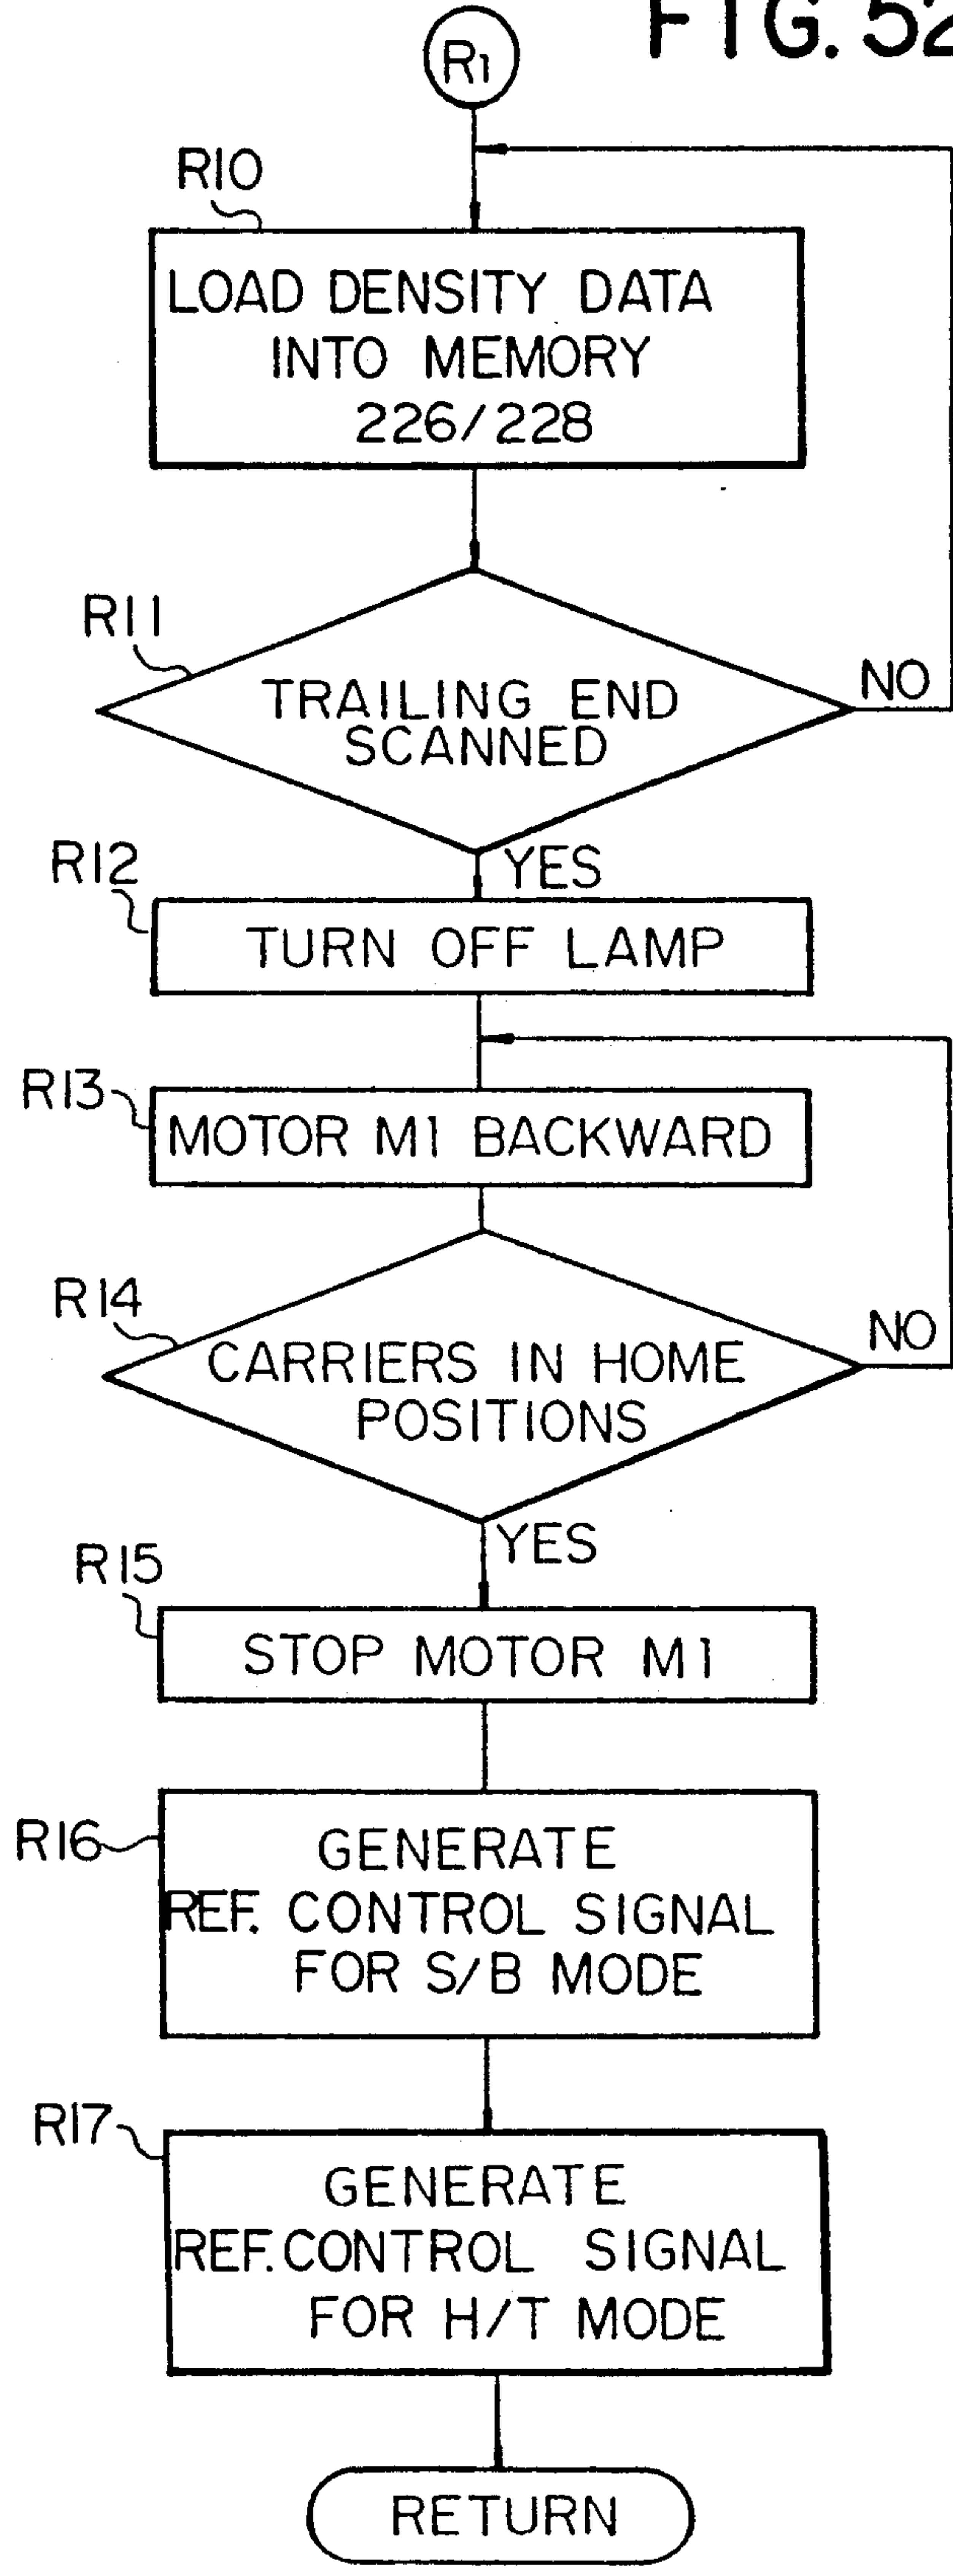 FIG. 52
R1
R10
LOAD DENSITY DATA
INTO MEMORY
226/228
R11
TRAILING END
SCANNED
NO
YES
R12
TURN OFF LAMP
R13
MOTOR M1 BACKWARD
R14
CARRIERS IN HOME
POSITIONS
NO
YES
R15
STOP MOTOR M1
R16
GENERATE
REF. CONTROL SIGNAL
FOR S/B MODE
R17
GENERATE
REF. CONTROL SIGNAL
FOR H/T MODE
RETURN